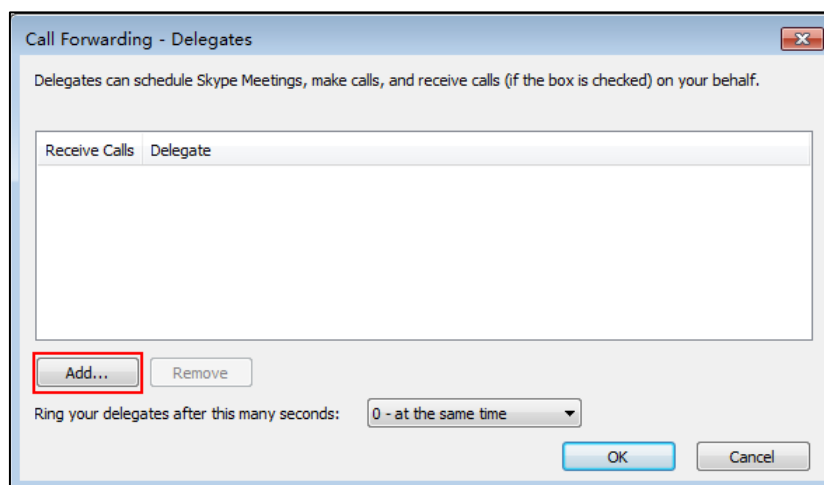 Call Forwarding - Delegates
Delegates can schedule Skype Meetings, make calls, and receive calls (if the box is checked) on your behalf.
Receive Calls Delegate
Add... Remove
Ring your delegates after this many seconds: 0 - at the same time
OK Cancel